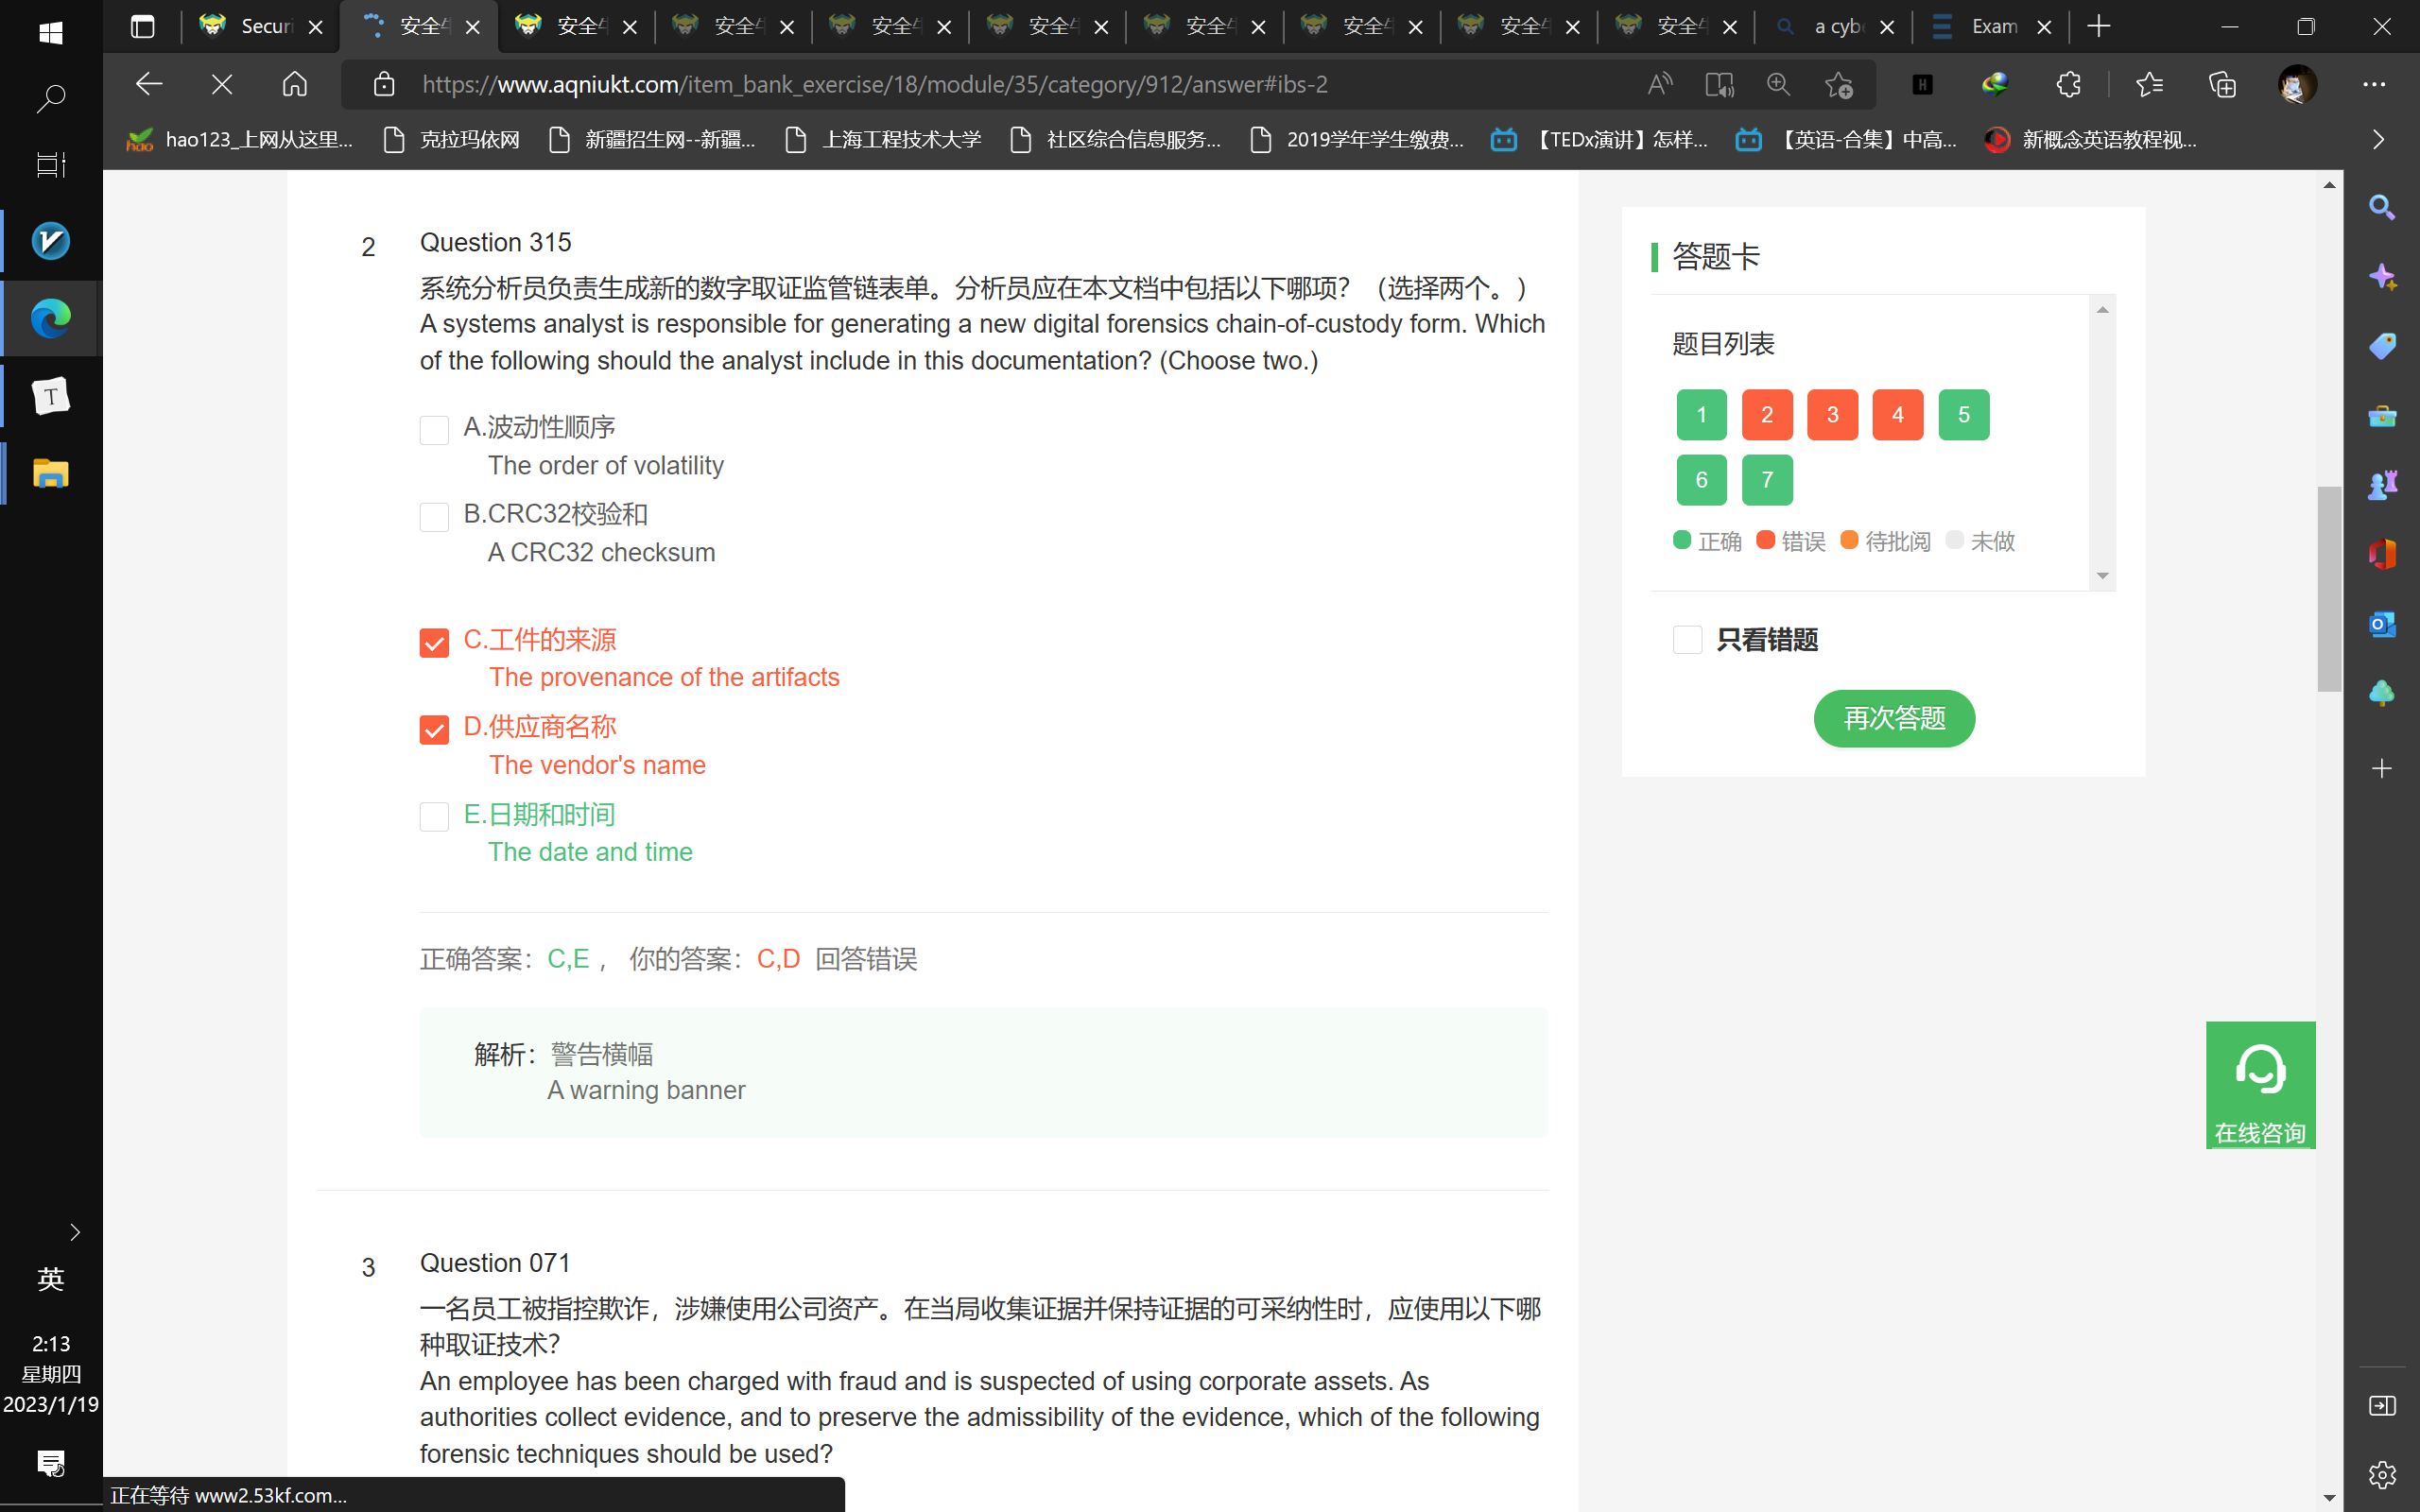 Securi
安全
安全
安全
安全
安全
安全
安全
安全
安全
a cyb
Exam
https://www.aqniukt.com/item_bank_exercise/18/module/35/category/912/answer#ibs-2
hao123_上网从这里...
克拉玛依网
新疆招生网--新疆...
上海工程技术大学
社区综合信息服务...
2019学年学生缴费...
【TEDx演讲】怎样...
【英语-合集】中高...
新概念英语教程视...
2
Question 315
系统分析员负责生成新的数字取证监管链表单。分析员应在本文档中包括以下哪项？（选择两个。）
A systems analyst is responsible for generating a new digital forensics chain-of-custody form. Which
of the following should the analyst include in this documentation? (Choose two.)
A.波动性顺序
The order of volatility
B.CRC32校验和
A CRC32 checksum
C.工件的来源
The provenance of the artifacts
D.供应商名称
The vendor's name
E.日期和时间
The date and time
正确答案：C,E ， 你的答案：C,D 回答错误
解析：警告横幅
A warning banner
3
Question 071
一名员工被指控欺诈，涉嫌使用公司资产。在当局收集证据并保持证据的可采纳性时，应使用以下哪
种取证技术？
An employee has been charged with fraud and is suspected of using corporate assets. As
authorities collect evidence, and to preserve the admissibility of the evidence, which of the following
forensic techniques should be used?
答题卡
题目列表
1 2 3 4 5
6 7
正确 错误 待批阅 未做
只看错题
再次答题
在线咨询
英
2:13
星期四
2023/1/19
正在等待 www2.53kf.com...